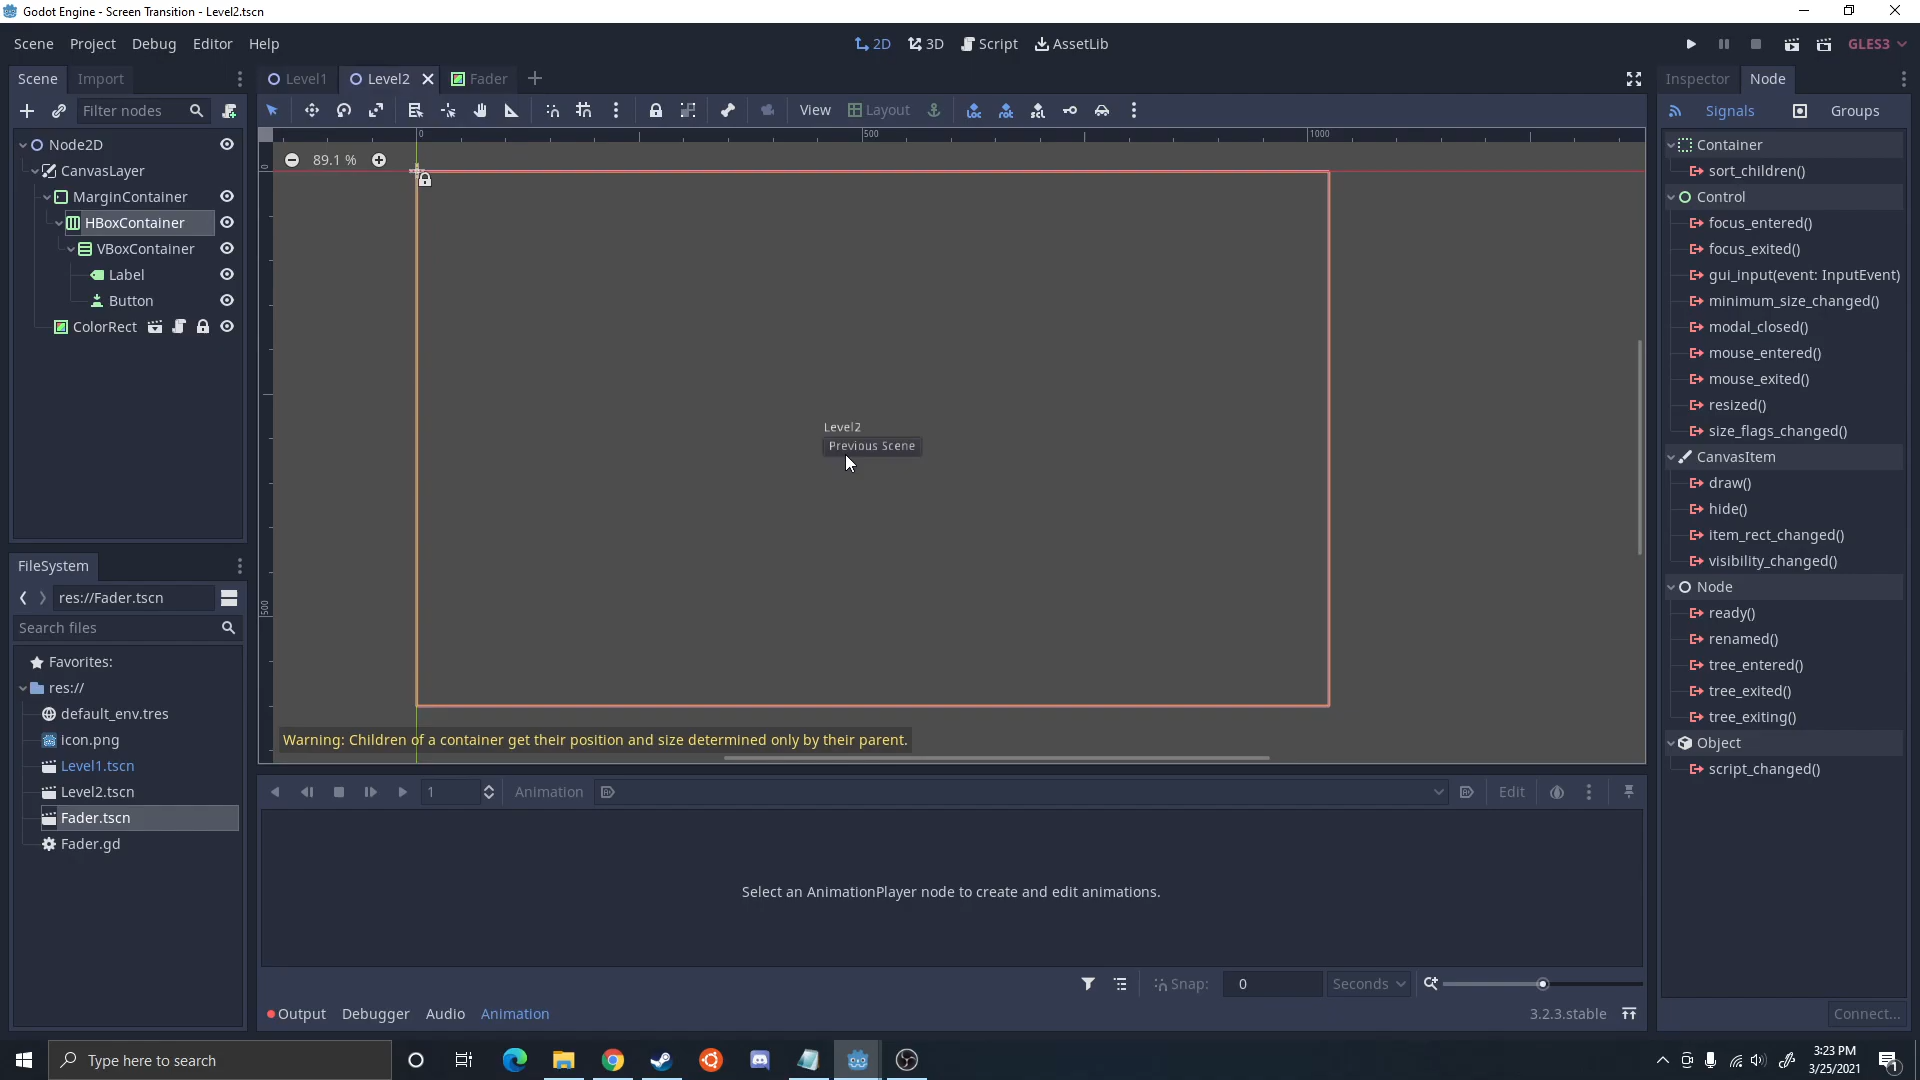 Godot Engine - Screen Transition - Level2.tscn
Scene Project Debug Editor Help
2D 3D Script AssetLib
GLES3
Scene Import
Level1 Level2 Fader
Inspector Node
Filter nodes
View Layout
Signals Groups
0 500 1000
0
500
89.1 %
Node2D
CanvasLayer
MarginContainer
HBoxContainer
VBoxContainer
Label
Button
ColorRect
Level2
Previous Scene
Warning: Children of a container get their position and size determined only by their parent.
Container
sort_children()
Control
focus_entered()
focus_exited()
gui_input(event: InputEvent)
minimum_size_changed()
modal_closed()
mouse_entered()
mouse_exited()
resized()
size_flags_changed()
CanvasItem
draw()
hide()
item_rect_changed()
visibility_changed()
Node
ready()
renamed()
tree_entered()
tree_exited()
tree_exiting()
Object
script_changed()
Connect...
FileSystem
res://Fader.tscn
Search files
Favorites:
res://
default_env.tres
icon.png
Level1.tscn
Level2.tscn
Fader.tscn
Fader.gd
1 Animation Edit
Select an AnimationPlayer node to create and edit animations.
Snap: 0 Seconds
Output Debugger Audio Animation
3.2.3.stable
Type here to search
3:23 PM
3/25/2021
1